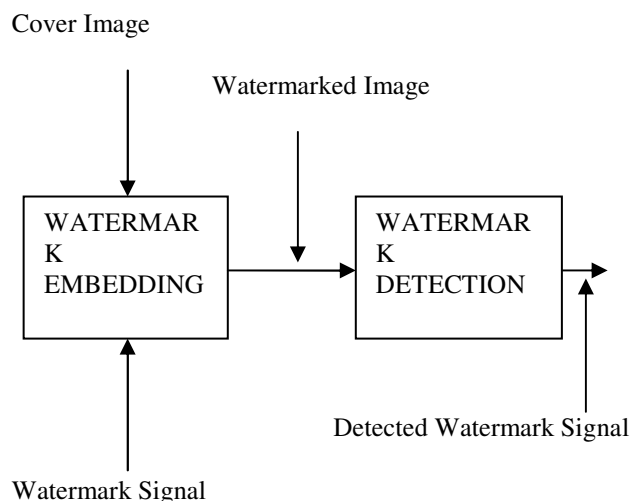 Cover Image
Watermarked Image
WATERMAR
K
EMBEDDING
WATERMAR
K
DETECTION
Detected Watermark Signal
Watermark Signal